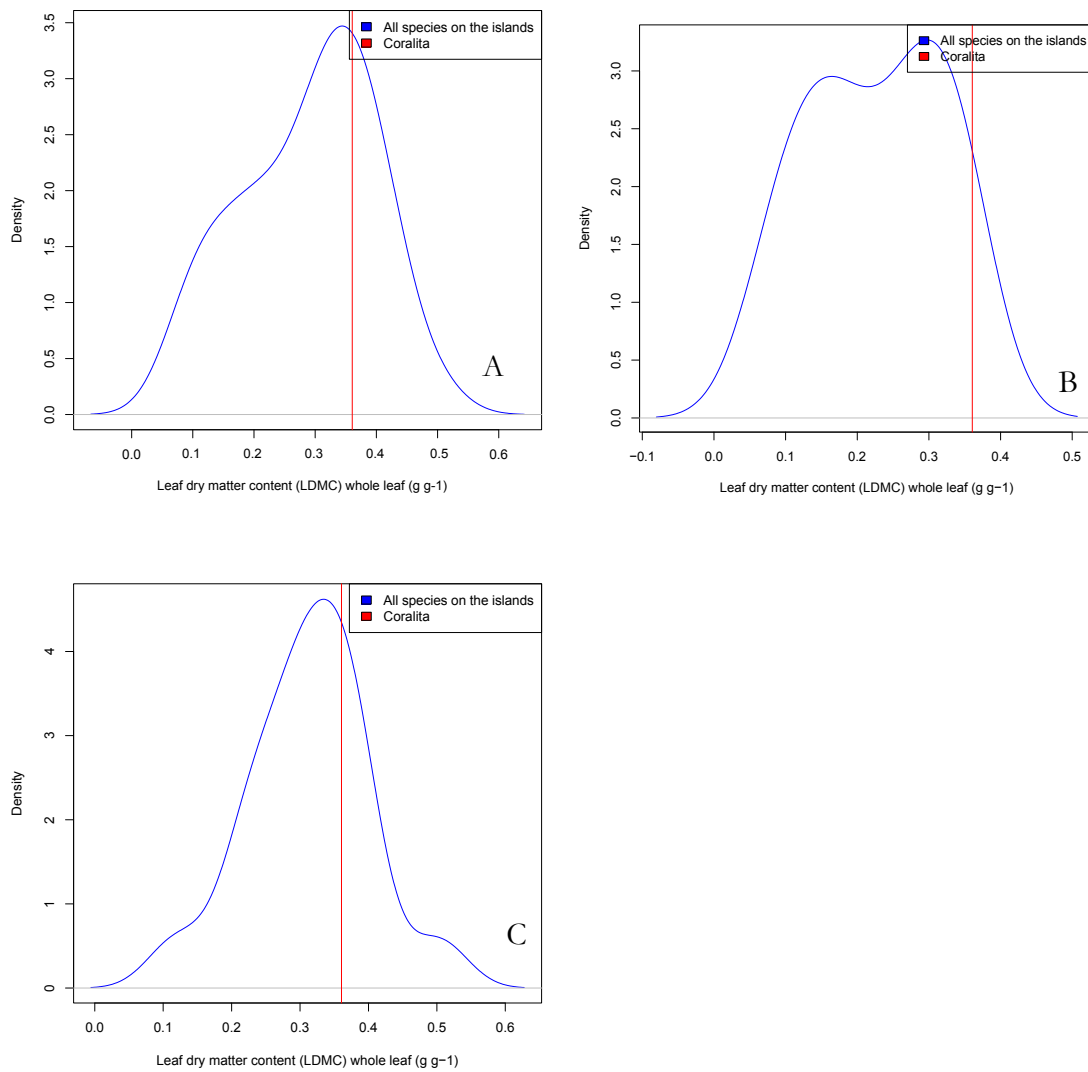 All species on the islands
Coralita
3.5
3.0
2.5
2.0
1.5
1.0
0.5
0.0
Density
A
0.0 0.1 0.2 0.3 0.4 0.5 0.6
Leaf dry matter content (LDMC) whole leaf (g g-1)
All species on the islands
Coralita
3.0
2.5
2.0
1.5
1.0
0.5
0.0
Density
B
−0.1 0.0 0.1 0.2 0.3 0.4 0.5
Leaf dry matter content (LDMC) whole leaf (g g−1)
All species on the islands
Coralita
4
3
2
1
0
Density
C
0.0 0.1 0.2 0.3 0.4 0.5 0.6
Leaf dry matter content (LDMC) whole leaf (g g−1)